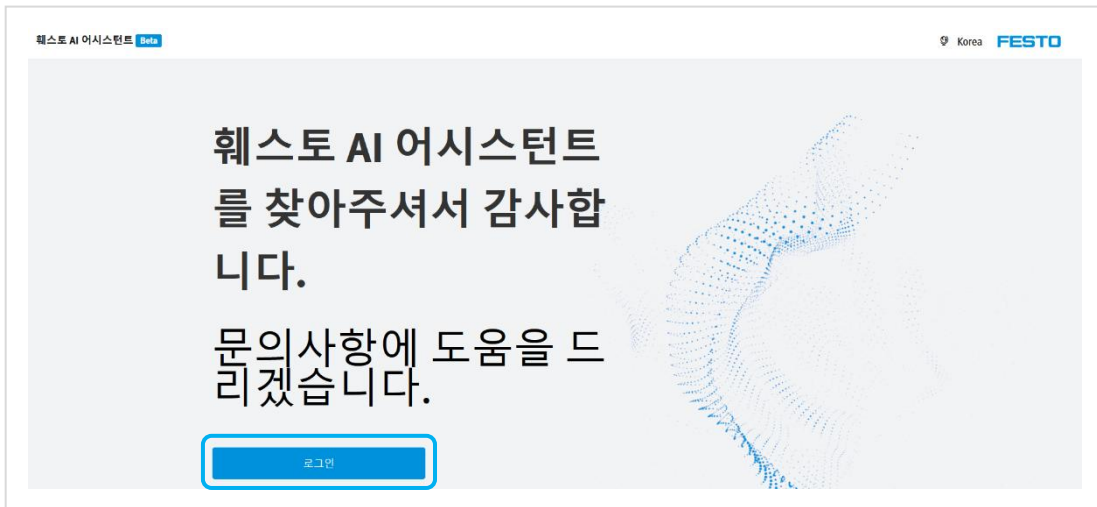 훼스토 AI 어시스턴트 Beta
Korea FESTO
훼스토 AI 어시스턴트
를 찾아주셔서 감사합
니다.
문의사항에 도움을 드
리겠습니다.
로그인